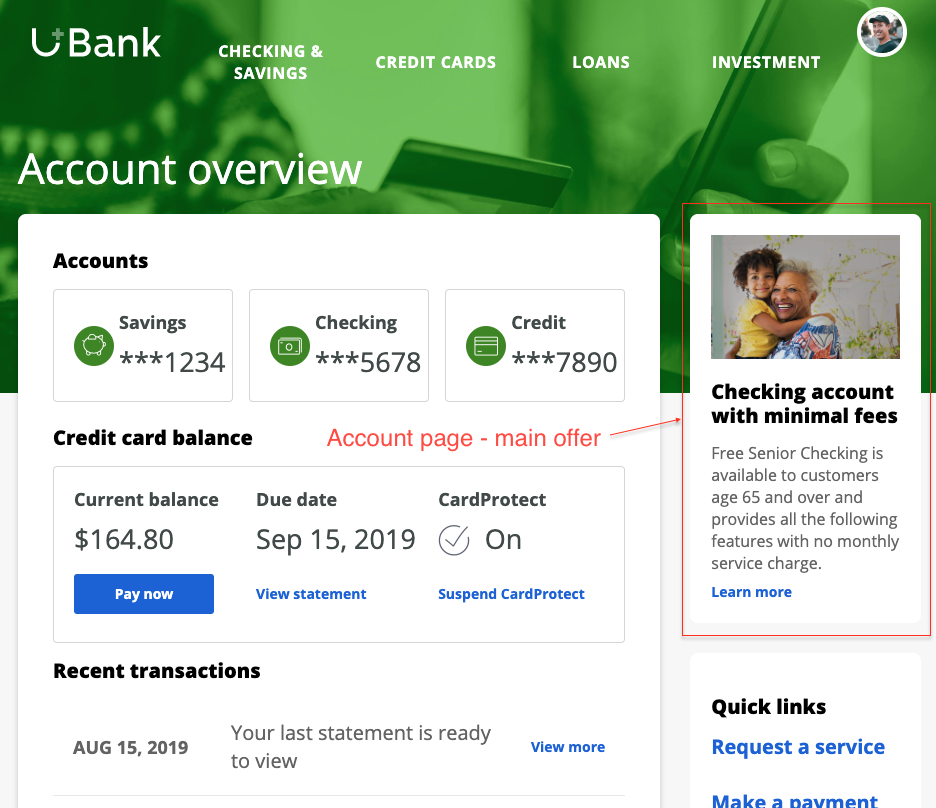 U+Bank
CHECKING &
SAVINGS
CREDIT CARDS
LOANS
INVESTMENT
Account overview
Accounts
Savings
***1234
Checking
***5678
Credit
***7890
Credit card balance
Account page - main offer
Current balance
$164.80
Pay now
Due date
Sep 15, 2019
View statement
CardProtect
On
Suspend CardProtect
Recent transactions
AUG 15, 2019
Your last statement is ready
to view
View more
Checking account
with minimal fees
Free Senior Checking is
available to customers
age 65 and over and
provides all the following
features with no monthly
service charge.
Learn more
Quick links
Request a service
Make a payment